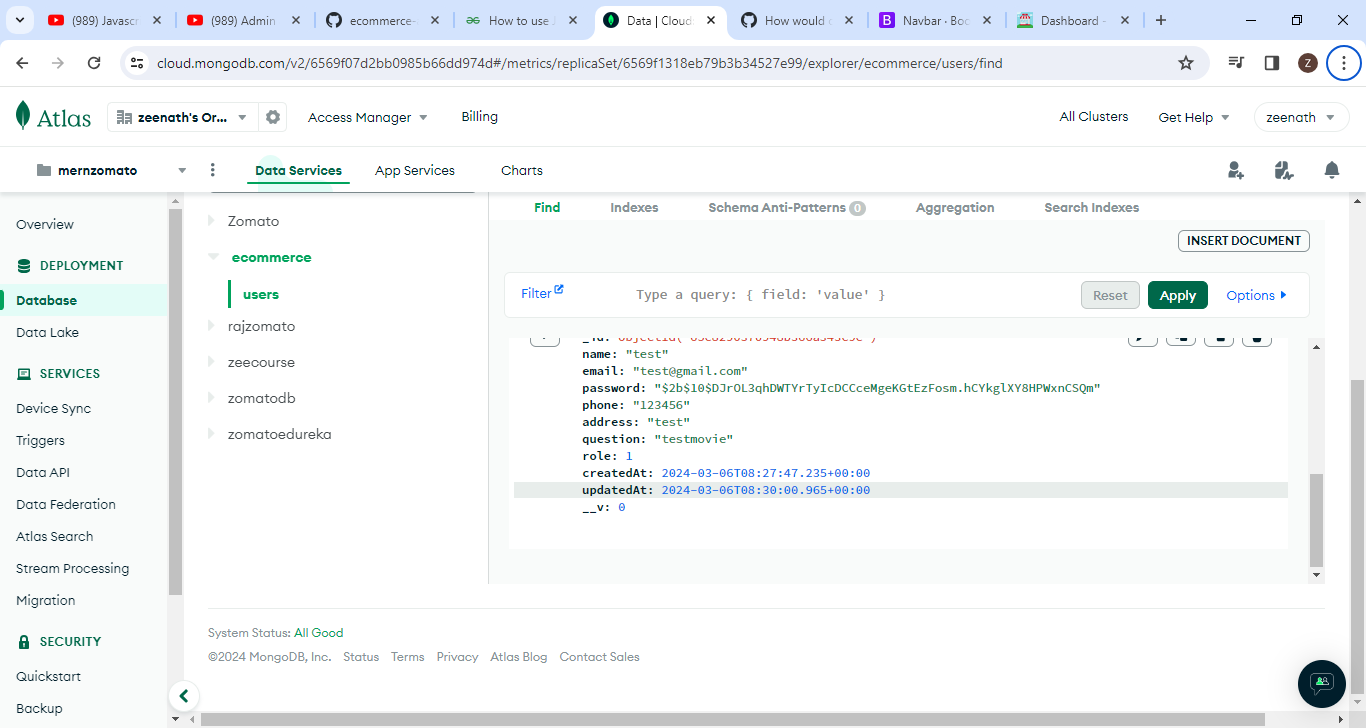 (989) Javascr
(989) Admin
ecommerce-
How to use J
Data | Cloud
How would
Navbar · Boo
Dashboard -
cloud.mongodb.com/v2/6569f07d2bb0985b66dd974d#/metrics/replicaSet/6569f1318eb79b3b34527e99/explorer/ecommerce/users/find
Z
Atlas
zeenath's Or...
Access Manager
Billing
All Clusters
Get Help
zeenath
mernzomato
Data Services
App Services
Charts
Overview
DEPLOYMENT
Database
Data Lake
SERVICES
Device Sync
Triggers
Data API
Data Federation
Atlas Search
Stream Processing
Migration
SECURITY
Quickstart
Backup
Zomato
ecommerce
users
rajzomato
zeecourse
zomatodb
zomatoedureka
Find
Indexes
Schema Anti-Patterns 0
Aggregation
Search Indexes
INSERT DOCUMENT
Filter
Type a query: { field: 'value' }
Reset
Apply
Options
name: "test"
email: "test@gmail.com"
password: "$2b$10$DJrOL3qhDWTYrTyIcDCCceMgeKGtEzFosm.hCYkglXY8HPWxnCSQm"
phone: "123456"
address: "test"
question: "testmovie"
role: 1
createdAt: 2024-03-06T08:27:47.235+00:00
updatedAt: 2024-03-06T08:30:00.965+00:00
__v: 0
System Status: All Good
©2024 MongoDB, Inc.
Status
Terms
Privacy
Atlas Blog
Contact Sales